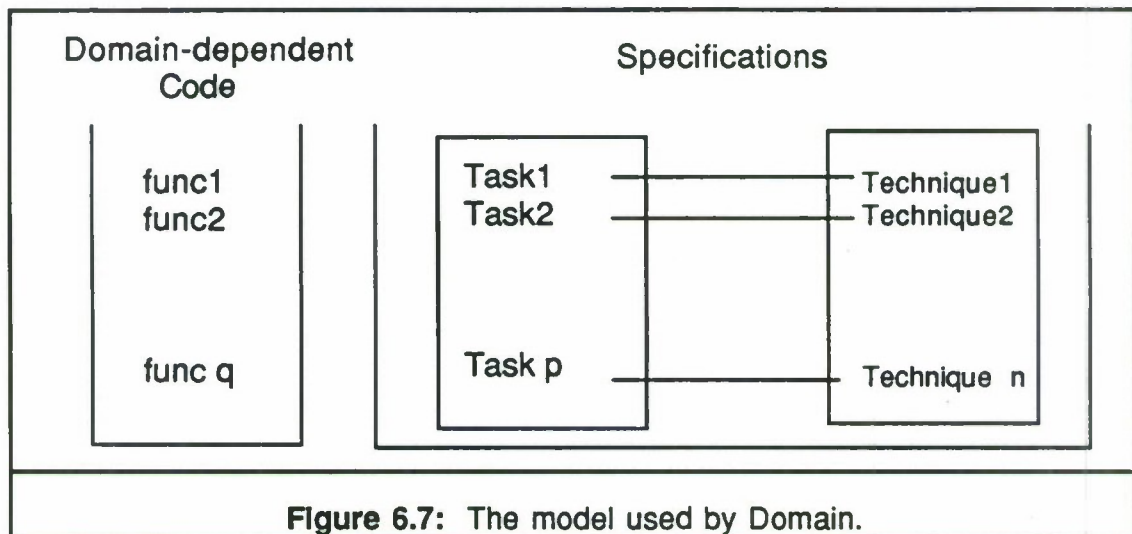 Domain-dependent
Code
Specifications
func1
func2
func q
Task1
Task2
Task p
Technique1
Technique2
Technique n
Figure 6.7: The model used by Domain.